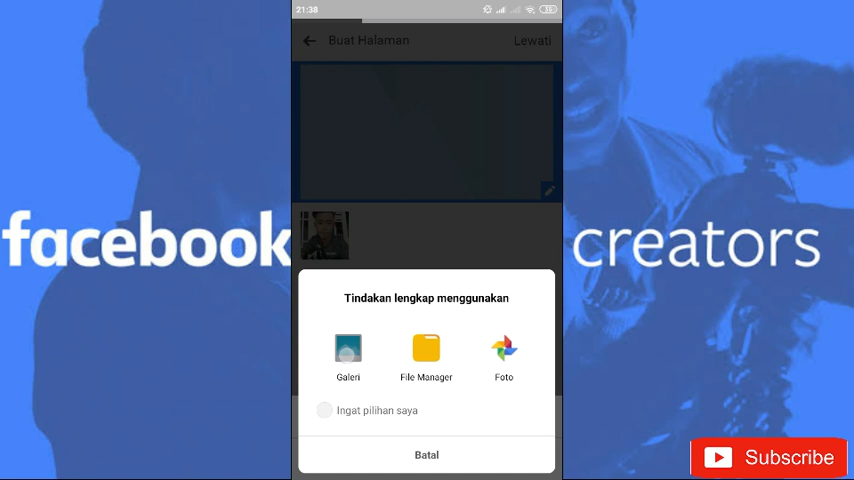 21:38
59
Buat Halaman
Lewati
facebook
creators
Tindakan lengkap menggunakan
Galeri
File Manager
Foto
Ingat pilihan saya
Batal
Subscribe